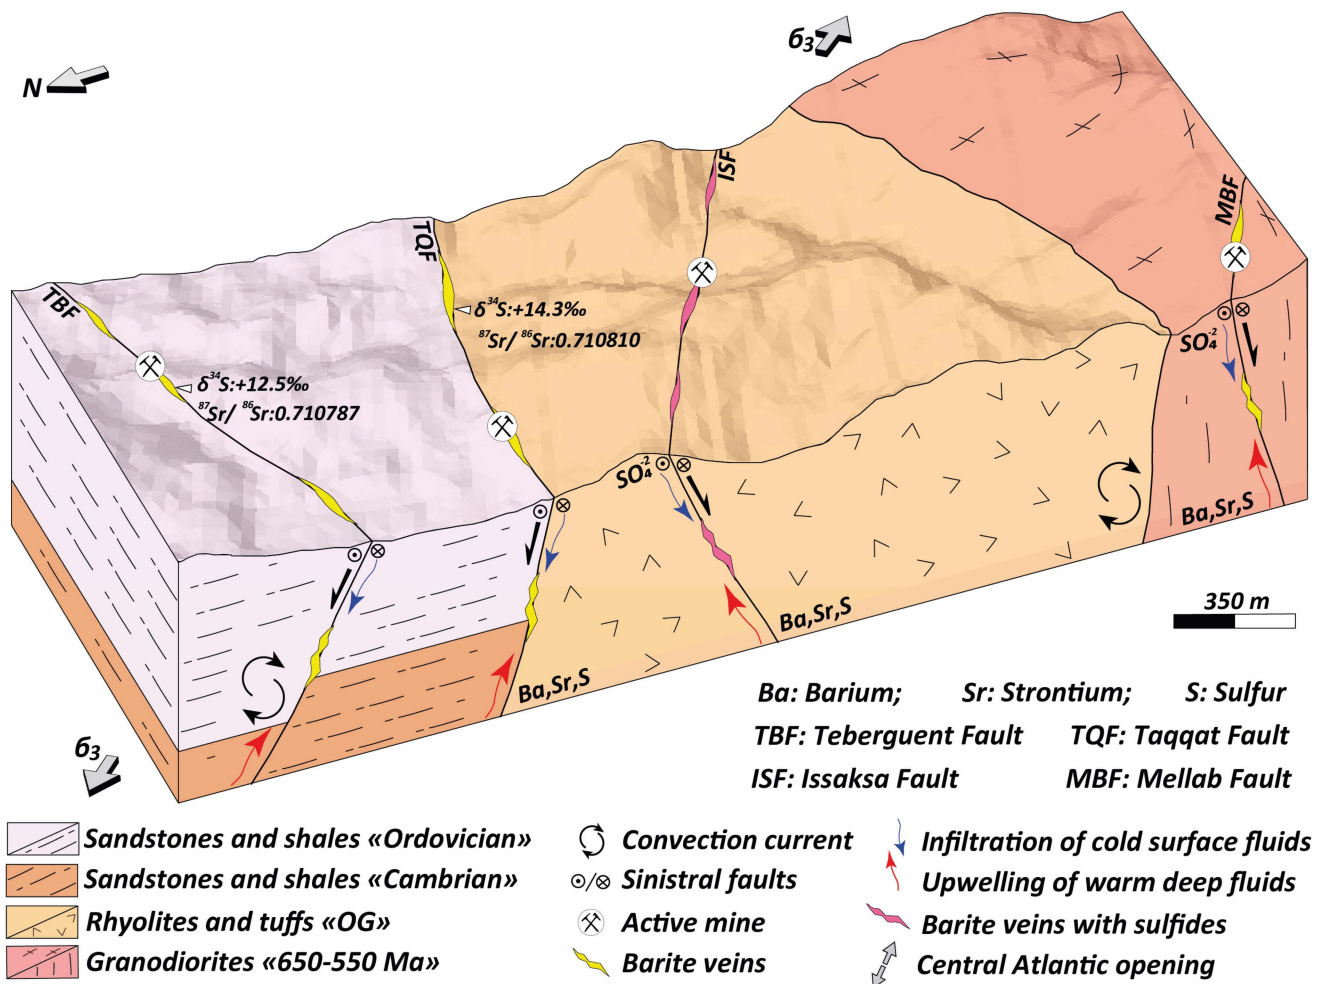 б₃
N
ISF
MBF
TQF
TBF
δ³⁴S:+14.3‰
⁸⁷Sr/ ⁸⁶Sr:0.710810
SO₄⁻²
δ³⁴S:+12.5‰
⁸⁷Sr/ ⁸⁶Sr:0.710787
SO₄⁻²
Ba,Sr,S
Ba,Sr,S
Ba,Sr,S
350 m
б₃
Ba: Barium; Sr: Strontium; S: Sulfur
TBF: Teberguent Fault TQF: Taqqat Fault
ISF: Issaksa Fault MBF: Mellab Fault
Sandstones and shales «Ordovician»
Convection current
Infiltration of cold surface fluids
Sandstones and shales «Cambrian»
Sinistral faults
Upwelling of warm deep fluids
Rhyolites and tuffs «OG»
Active mine
Barite veins with sulfides
Granodiorites «650-550 Ma»
Barite veins
Central Atlantic opening